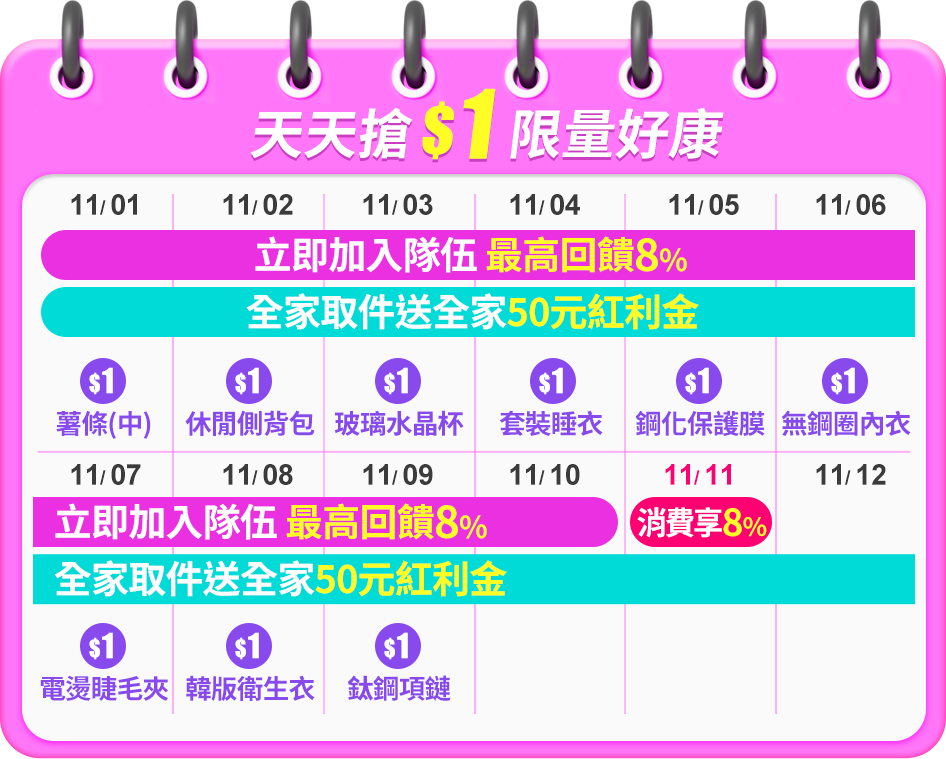 天天搶$1限量好康
11/01 11/02 11/03 11/04 11/05 11/06
立即加入隊伍 最高回饋8%
全家取件送全家50元紅利金
$1 $1 $1 $1 $1 $1
薯條(中) 休閒側背包 玻璃水晶杯 套裝睡衣 鋼化保護膜 無鋼圈內衣
11/07 11/08 11/09 11/10 11/11 11/12
立即加入隊伍 最高回饋8% 消費享8%
全家取件送全家50元紅利金
$1 $1 $1
電燙睫毛夾 韓版衛生衣 鈦鋼項鏈